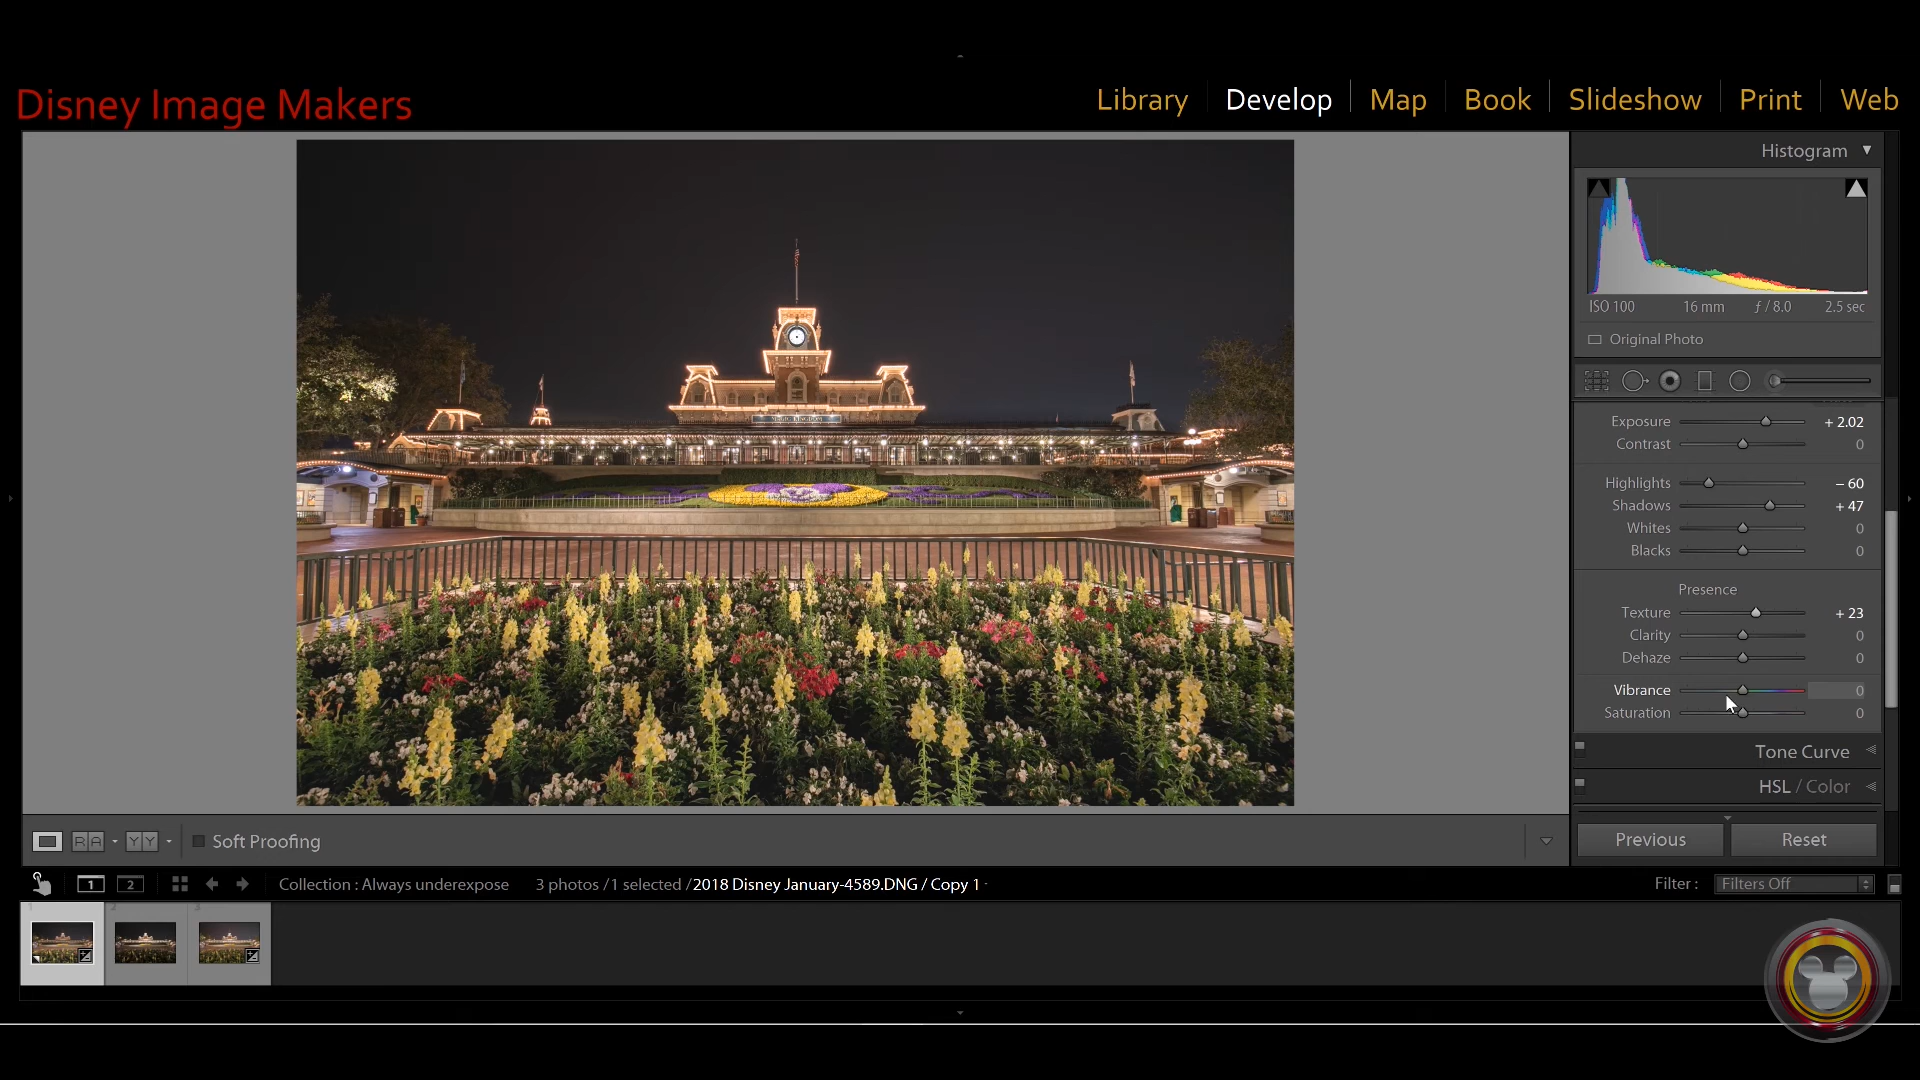 Disney Image Makers
Library Develop Map Book Slideshow Print Web
Histogram
ISO 100 16 mm ƒ / 8.0 2.5 sec
Original Photo
Exposure + 2.02
Contrast 0
Highlights – 60
Shadows + 47
Whites 0
Blacks 0
Presence
Texture + 23
Clarity 0
Dehaze 0
Vibrance 0
Saturation 0
Tone Curve
HSL / Color
Previous Reset
R A Y Y Soft Proofing
1 2 Collection : Always underexpose 3 photos /1 selected /2018 Disney January-4589.DNG / Copy 1
Filter : Filters Off